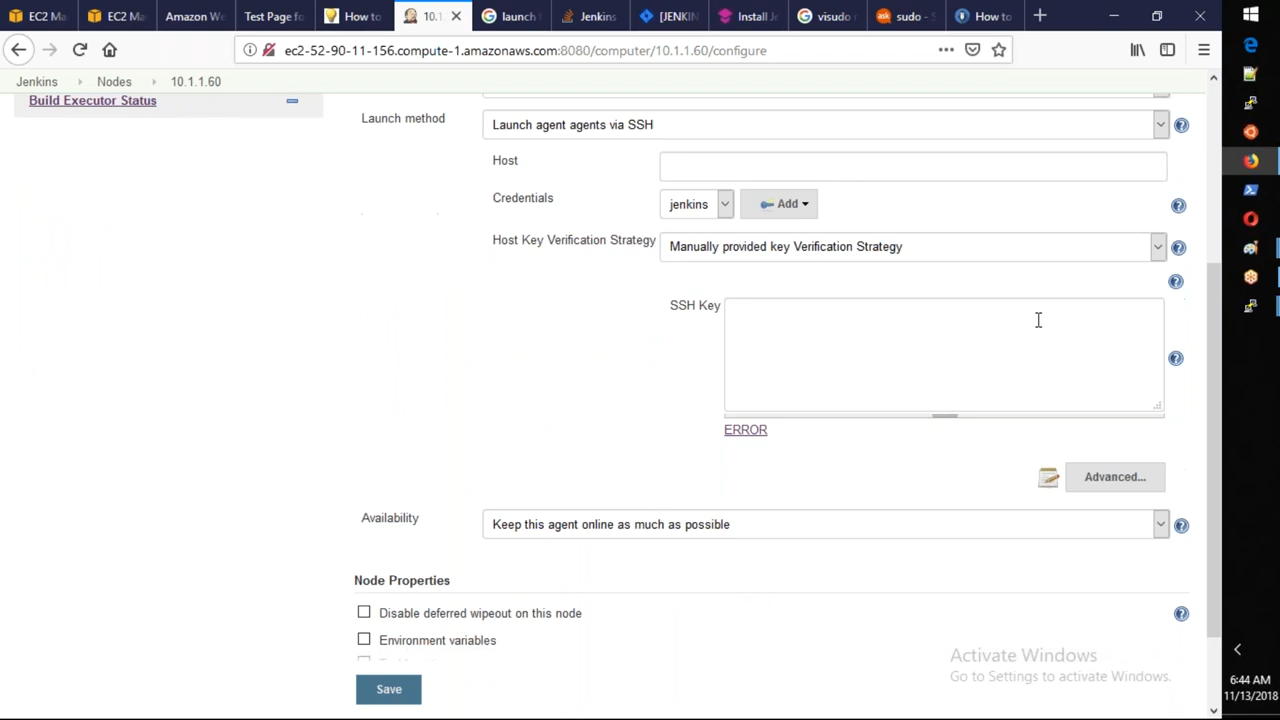 EC2 Ma
EC2 Ma
Amazon We
Test Page fo
How to
10.1.
launch
Jenkins
[JENKIN
Install Je
visudo
sudo - S
How to
ec2-52-90-11-156.compute-1.amazonaws.com:8080/computer/10.1.1.60/configure
Jenkins Nodes 10.1.1.60
Build Executor Status
Launch method
Launch agent agents via SSH
Host
Credentials
jenkins
Add
Host Key Verification Strategy
Manually provided key Verification Strategy
SSH Key
ERROR
Advanced...
Availability
Keep this agent online as much as possible
Node Properties
Disable deferred wipeout on this node
Environment variables
Activate Windows
Go to Settings to activate Windows.
Save
6:44 AM
11/13/2018